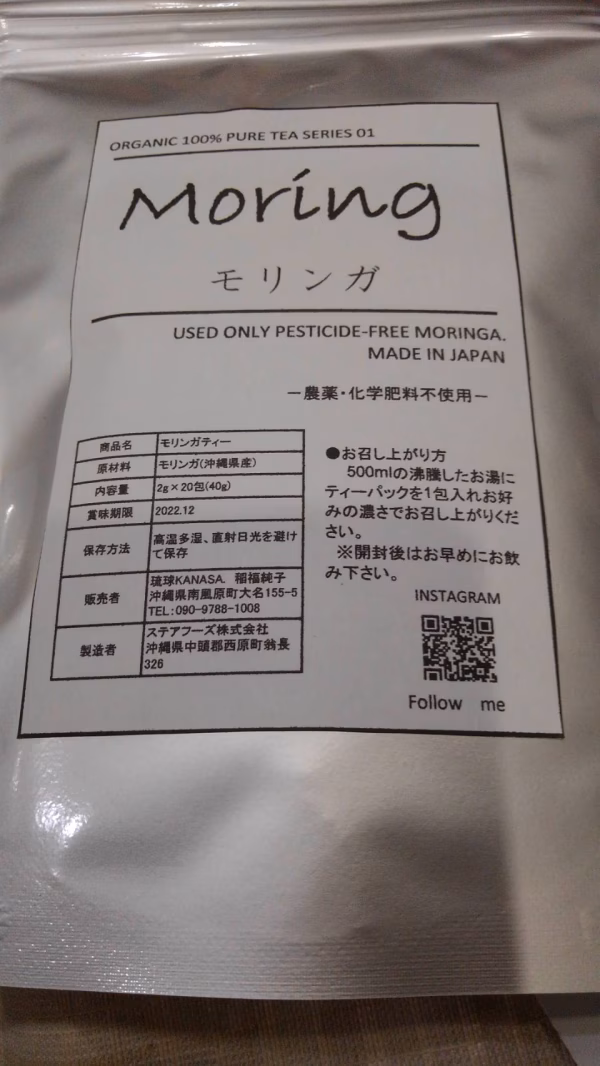 ORGANIC 100% PURE TEA SERIES 01
Moring
モリンガ
USED ONLY PESTICIDE-FREE MORINGA.
MADE IN JAPAN
ー農薬・化学肥料不使用ー
商品名 モリンガティー
原材料 モリンガ(沖縄県産)
内容量 2g×20包(40g)
賞味期限 2022.12
保存方法 高温多湿、直射日光を避け
て保存
販売者 琉球KANASA. 稲福純子
沖縄県南風原町大名155-5
TEL:090-9788-1008
製造者 ステアフーズ株式会社
沖縄県中頭郡西原町翁長
326
●お召し上がり方
500mlの沸騰したお湯に
ティーパックを1包入れお好
みの濃さでお召し上がりくだ
さい。
※開封後はお早めにお飲
み下さい。
INSTAGRAM
Follow me